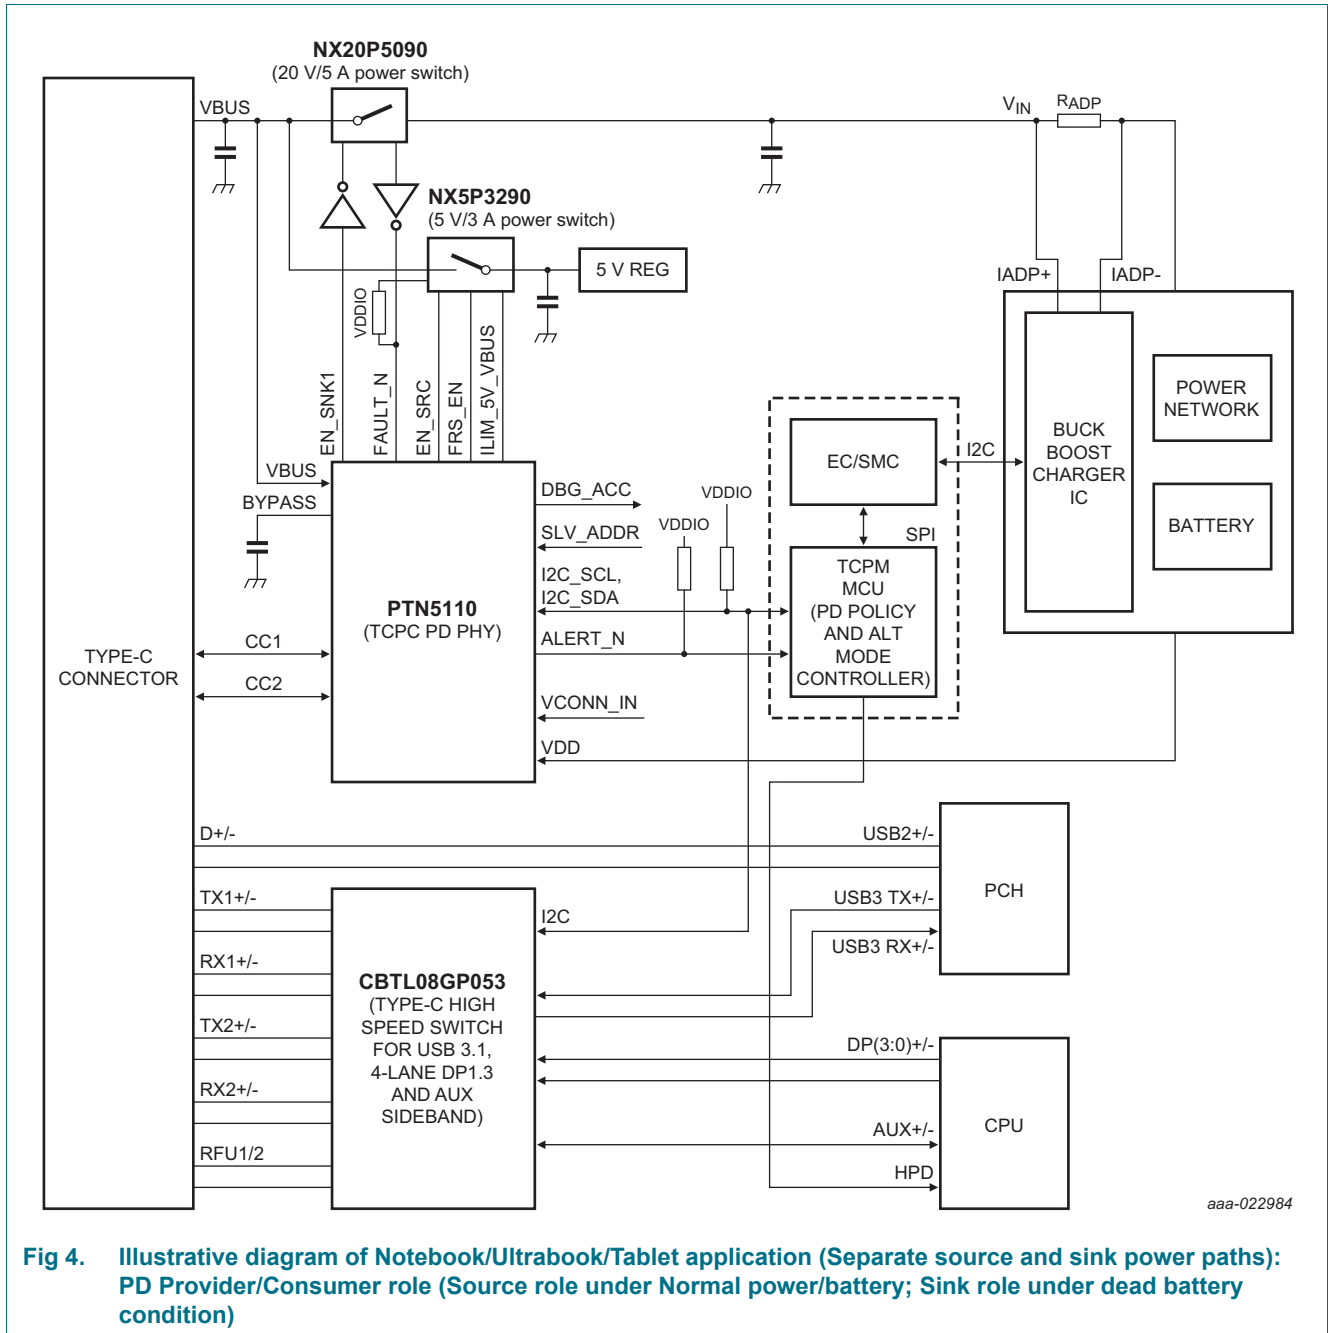 NX20P5090
(20 V/5 A power switch)
VBUS
VIN
RADP
NX5P3290
(5 V/3 A power switch)
5 V REG
IADP+
IADP-
VDDIO
EN_SNK1
FAULT_N
EN_SRC
FRS_EN
ILIM_5V_VBUS
POWER
NETWORK
BUCK
BOOST
CHARGER
IC
BATTERY
EC/SMC
I2C
SPI
VBUS
BYPASS
DBG_ACC
VDDIO
VDDIO
SLV_ADDR
I2C_SCL,
I2C_SDA
TCPM
MCU
(PD POLICY
AND ALT
MODE
CONTROLLER)
PTN5110
(TCPC PD PHY)
ALERT_N
CC1
CC2
TYPE-C
CONNECTOR
VCONN_IN
VDD
D+/-
USB2+/-
TX1+/-
I2C
USB3 TX+/-
PCH
USB3 RX+/-
RX1+/-
CBTL08GP053
(TYPE-C HIGH
SPEED SWITCH
FOR USB 3.1,
4-LANE DP1.3
AND AUX
SIDEBAND)
TX2+/-
RX2+/-
RFU1/2
DP(3:0)+/-
AUX+/-
CPU
HPD
aaa-022984
Fig 4. Illustrative diagram of Notebook/Ultrabook/Tablet application (Separate source and sink power paths):
PD Provider/Consumer role (Source role under Normal power/battery; Sink role under dead battery
condition)